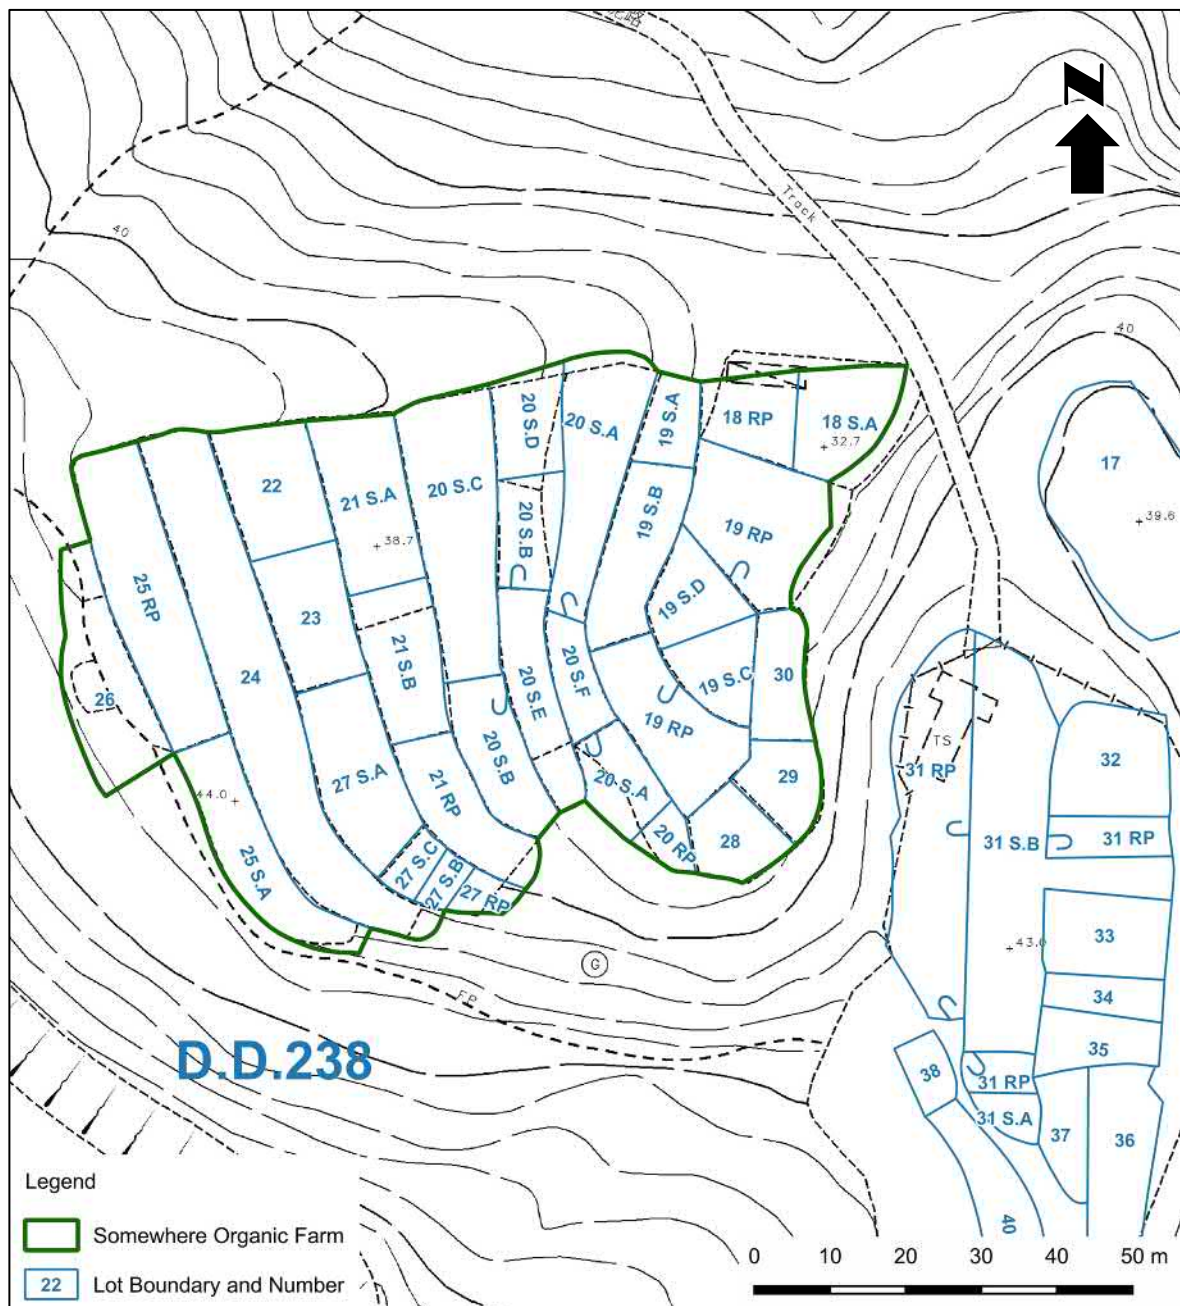 路
N
Track
40
40
20 S.D
20 S.A
19 S.A
18 RP
18 S.A
32.7
17
39.6
22
21 S.A
20 S.C
38.7
20 S.B
19 S.B
19 RP
25 RP
23
19 S.D
21 S.B
24
20 S.E
20 S.F
19 S.C
30
26
19 RP
TS
31 RP
32
27 S.A
20 S.B
21 RP
20 S.A
29
44.0
20 RP
28
31 S.B
31 RP
25 S.A
27 S.C
27 S.B
27 RP
33
43.0
G
FP
34
D.D.238
35
38
31 RP
31 S.A
37
36
40
Legend
Somewhere Organic Farm
22 Lot Boundary and Number
0 10 20 30 40 50 m